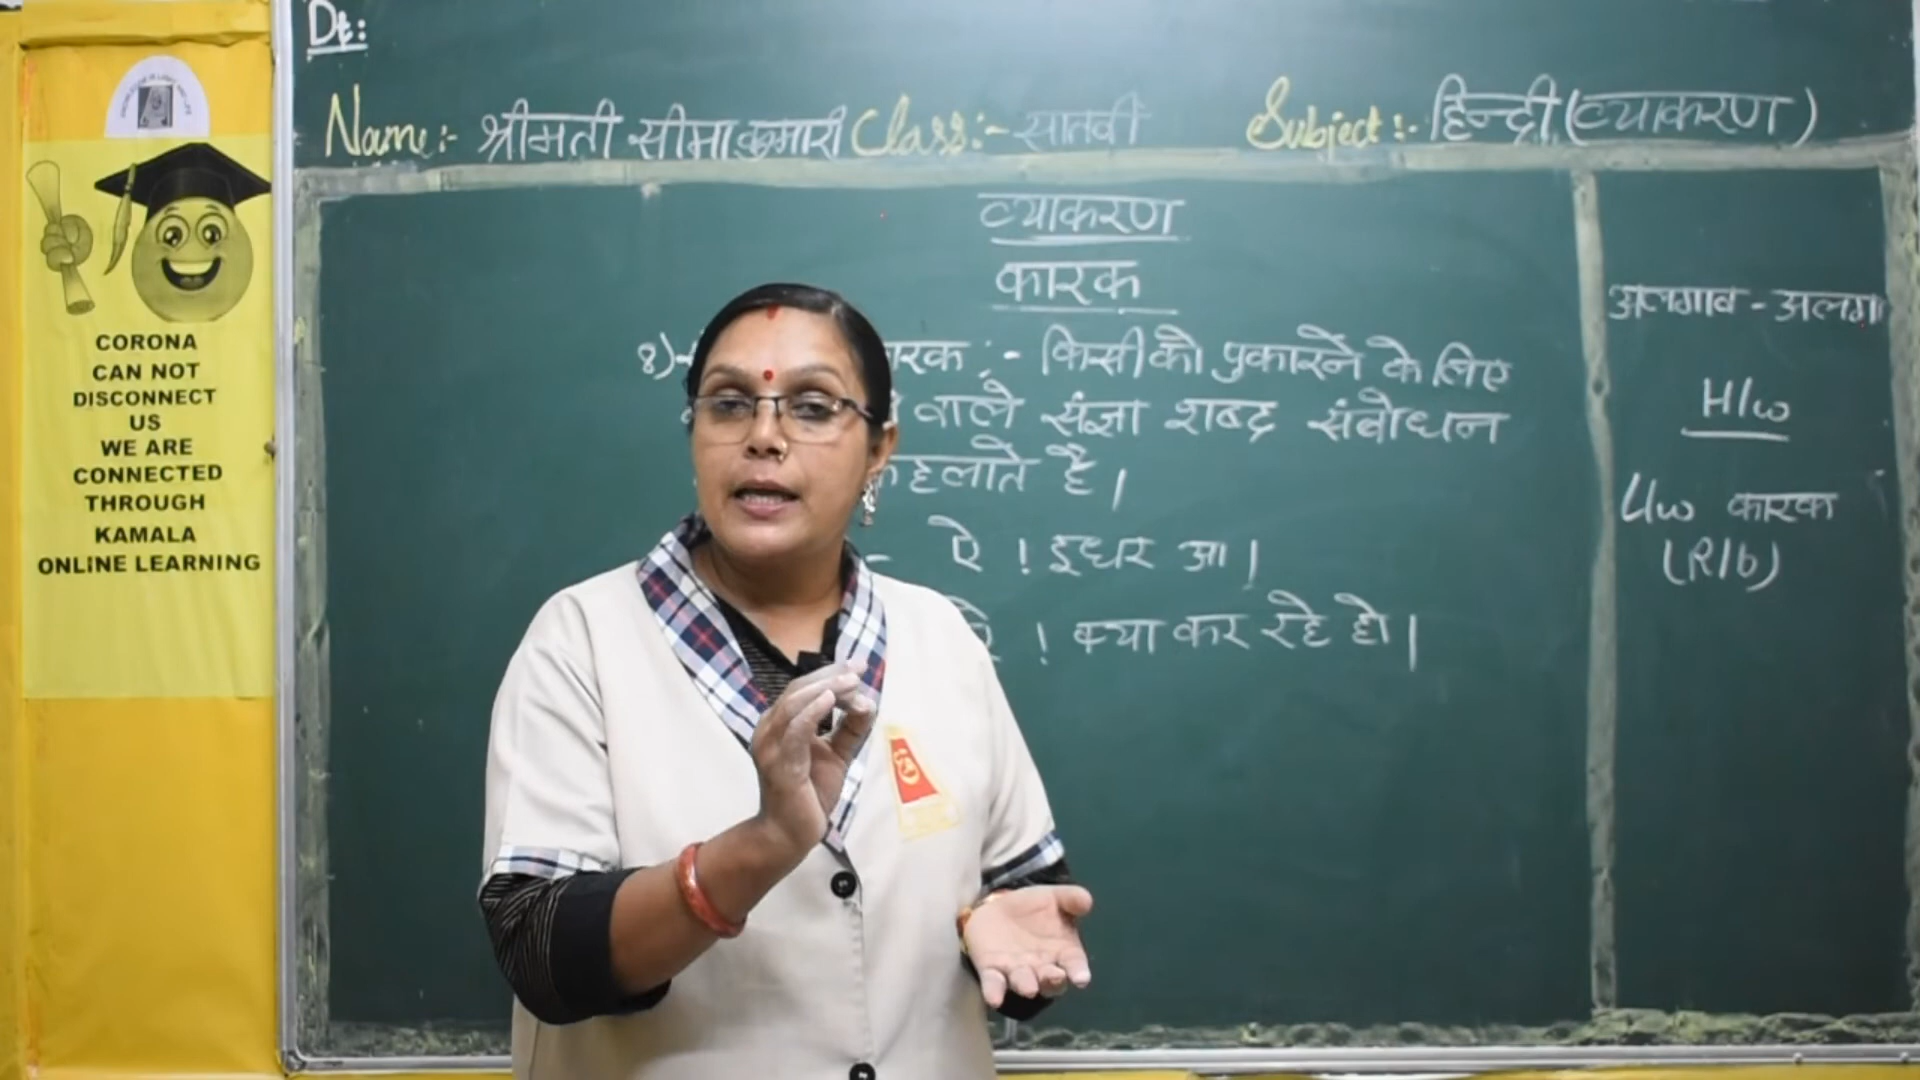 CORONA
CAN NOT
DISCONNECT
US
WE ARE
CONNECTED
THROUGH
KAMALA
ONLINE LEARNING
Dt:
Name:- श्रीमती सीमा कुमारी Class:- सातवीं Subject:- हिन्दी (व्याकरण)
व्याकरण
कारक
8)- कारक :- किसी को पुकारने के लिए
वाले संज्ञा शब्द संबोधन
कहलाते है।
- ऐ ! इधर आ।
! क्या कर रहे हो।
अलगाव - अलग
H/w
L/w कारक
(R/b)